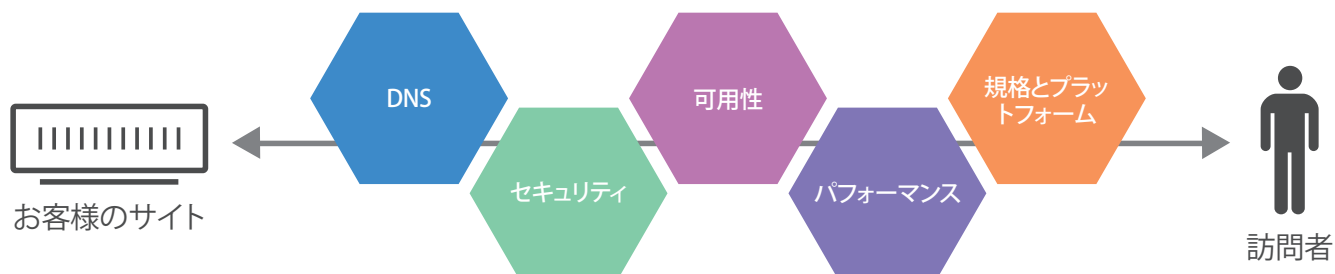 お客様のサイト
DNS
セキュリティ
可用性
パフォーマンス
規格とプラッ
トフォーム
訪問者